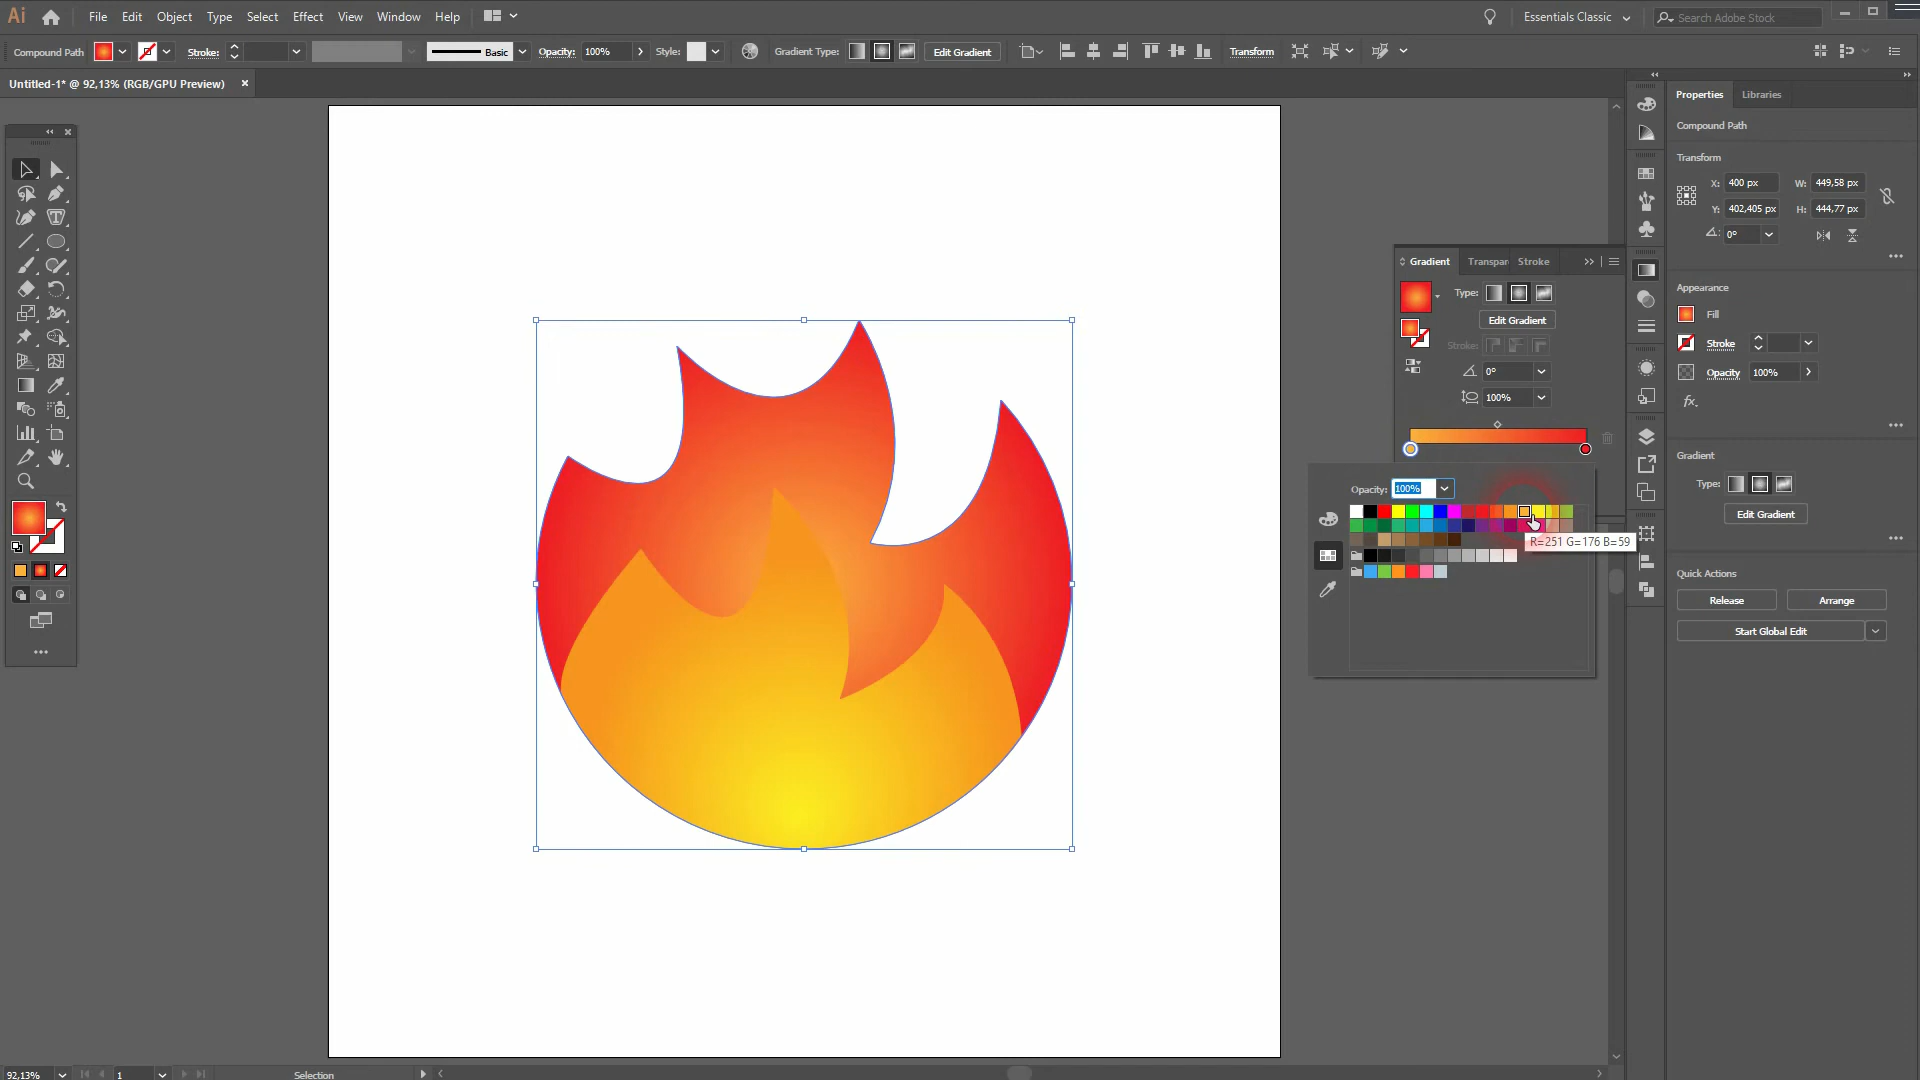 Ai File Edit Object Type Select Effect View Window Help Essentials Classic Search Adobe Stock
Compound Path Stroke: Basic Opacity: 100% Style: Gradient Type: Edit Gradient Transform
Untitled-1* @ 92,13% (RGB/GPU Preview)
Properties Libraries
Compound Path
Transform
X: 400 px W: 449,58 px
Y: 402,405 px H: 444,77 px
0°
Gradient Transpar Stroke
Type:
Edit Gradient
Stroke:
0°
100%
Opacity: 100%
R=251 G=176 B=59
Appearance
Fill
Stroke
Opacity 100%
fx.
Gradient
Type:
Edit Gradient
Quick Actions
Release Arrange
Start Global Edit
92,13% 1 Selection